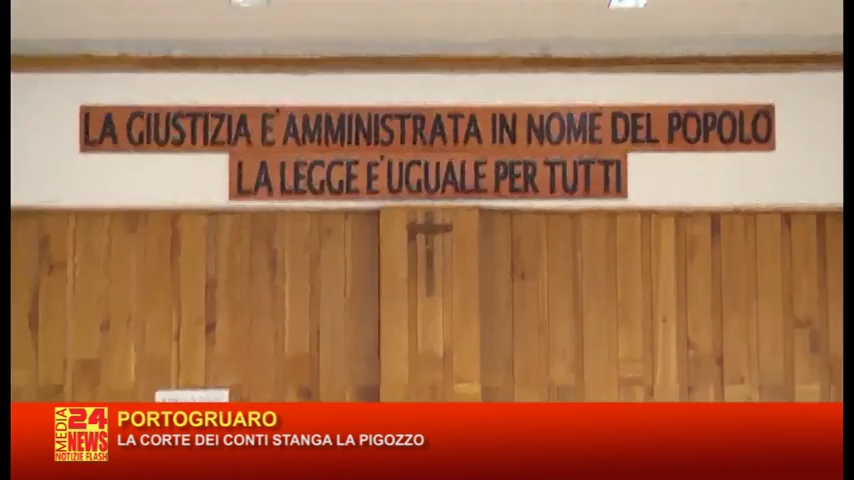 LA GIUSTIZIA E' AMMINISTRATA IN NOME DEL POPOLO
LA LEGGE E' UGUALE PER TUTTI
MEDIA
24
NEWS
NOTIZIE FLASH
PORTOGRUARO
LA CORTE DEI CONTI STANGA LA PIGOZZO